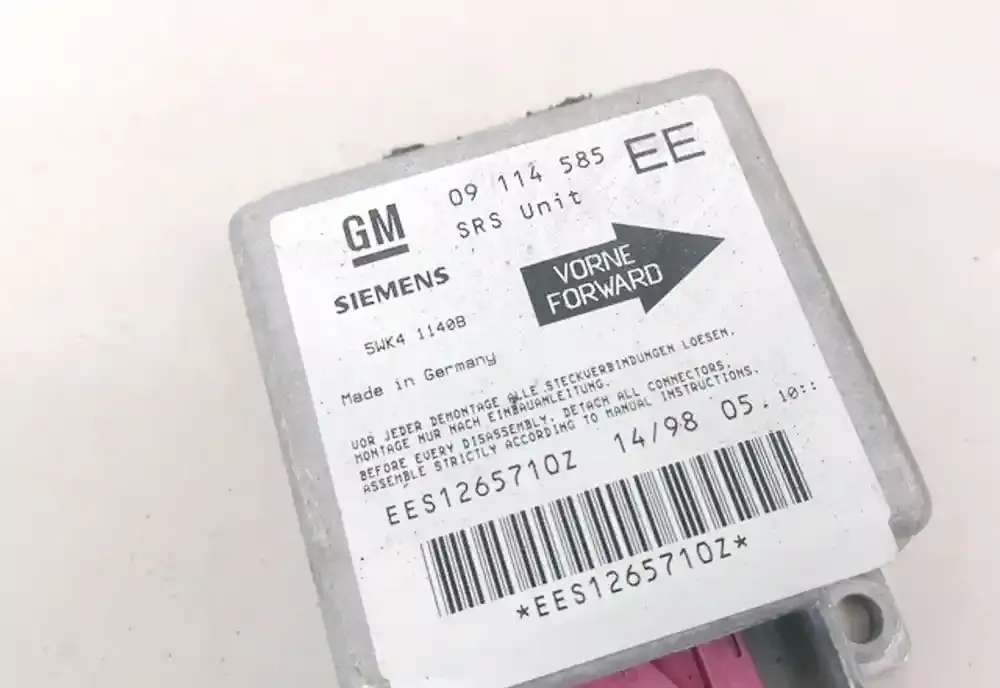 09 114 585 EE
GM
SRS Unit
SIEMENS
VORNE
FORWARD
5WK4 1140B
Made in Germany
VOR JEDER DEMONTAGE ALLE STECKVERBINDUNGEN LOESEN.
MONTAGE NUR NACH EINBAUANLEITUNG.
BEFORE EVERY DISASSEMBLY, DETACH ALL CONNECTORS.
ASSEMBLE STRICTLY ACCORDING TO MANUAL INSTRUCTIONS.
EES126571OZ 14/98 05. 10::
*EES126571OZ*